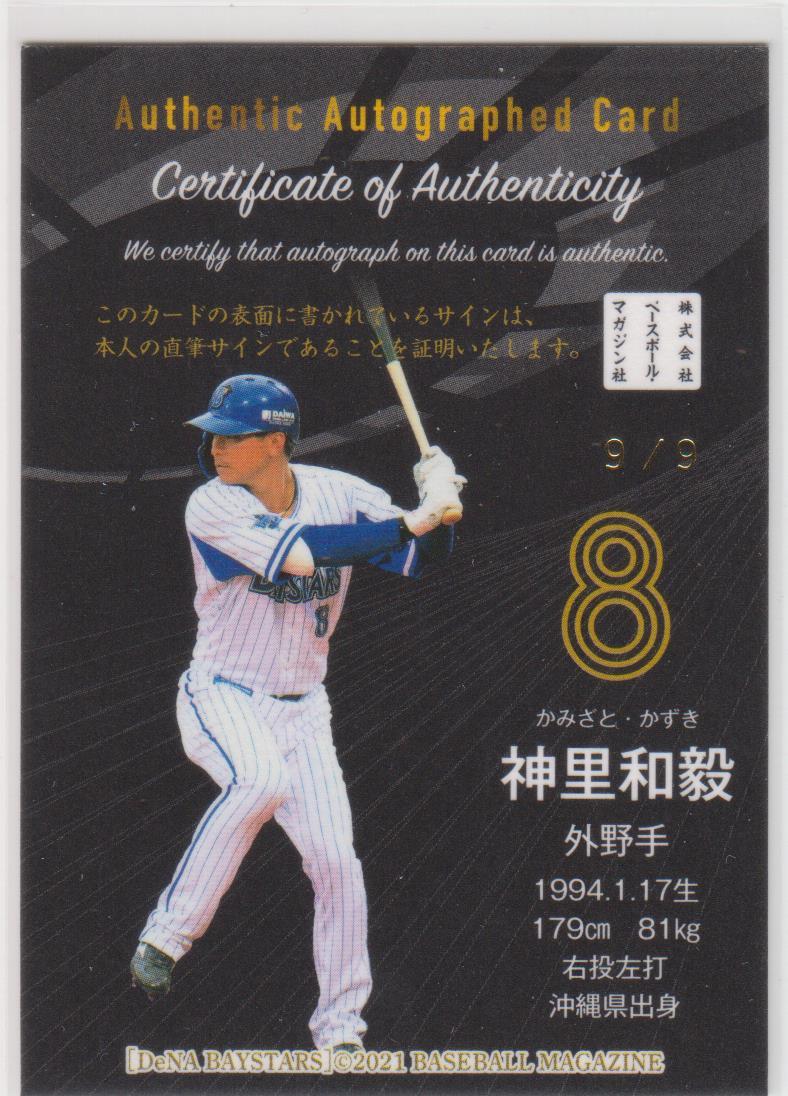 Authentic Autographed Card
Certificate of Authenticity
We certify that autograph on this card is authentic.
このカードの表面に書かれているサインは、
本人の直筆サインであることを証明いたします。
株式会社
ベースボール・
マガジン社
DAIWA
9/9
BAYSTARS
8
8
かみざと・かずき
神里和毅
外野手
1994.1.17生
179cm 81kg
右投左打
沖縄県出身
[DeNA BAYSTARS]©2021 BASEBALL MAGAZINE